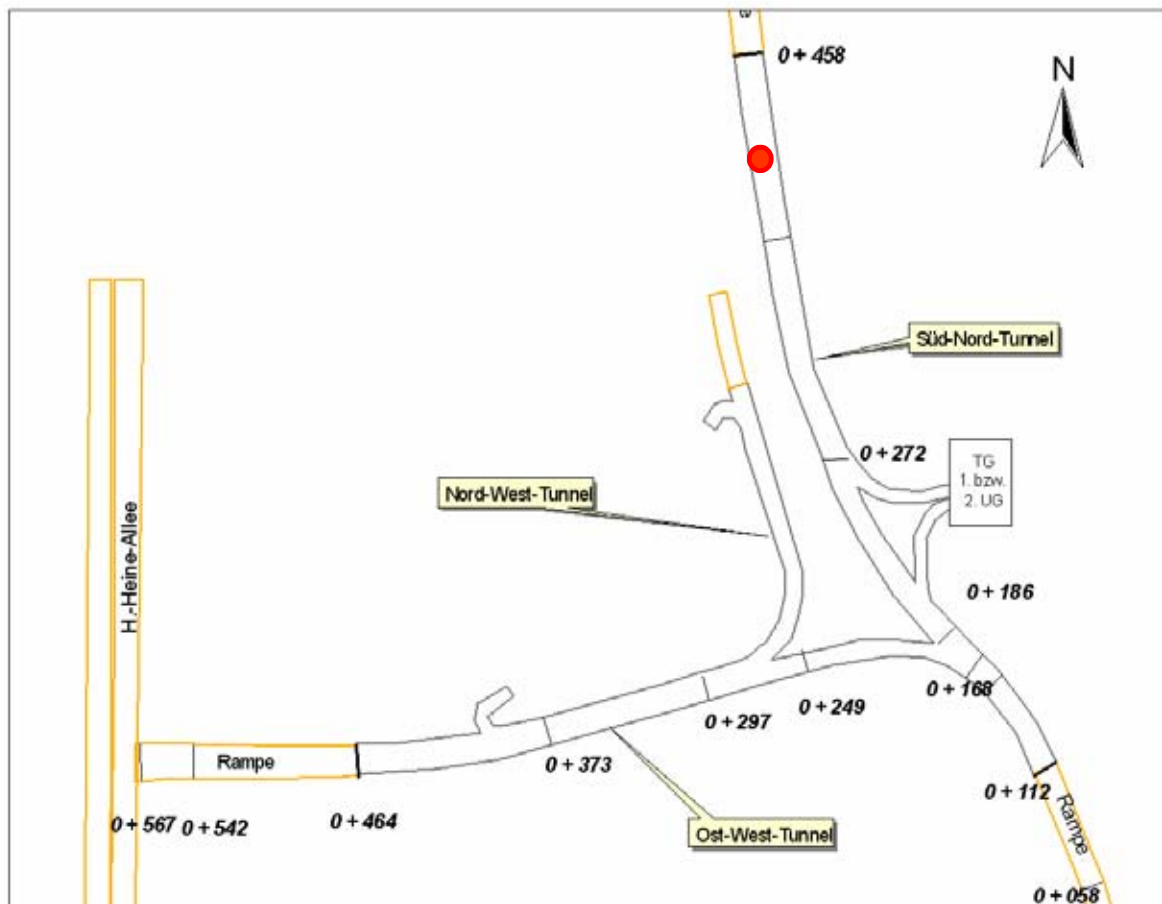 0 + 458
N
Süd-Nord-Tunnel
0 + 272
TG
1. bzw.
2. UG
Nord-West-Tunnel
H.-Heine-Allee
0 + 186
0 + 168
0 + 249
0 + 297
0 + 373
Rampe
0 + 112
Rampe
0 + 567
0 + 542
0 + 464
Ost-West-Tunnel
0 + 058